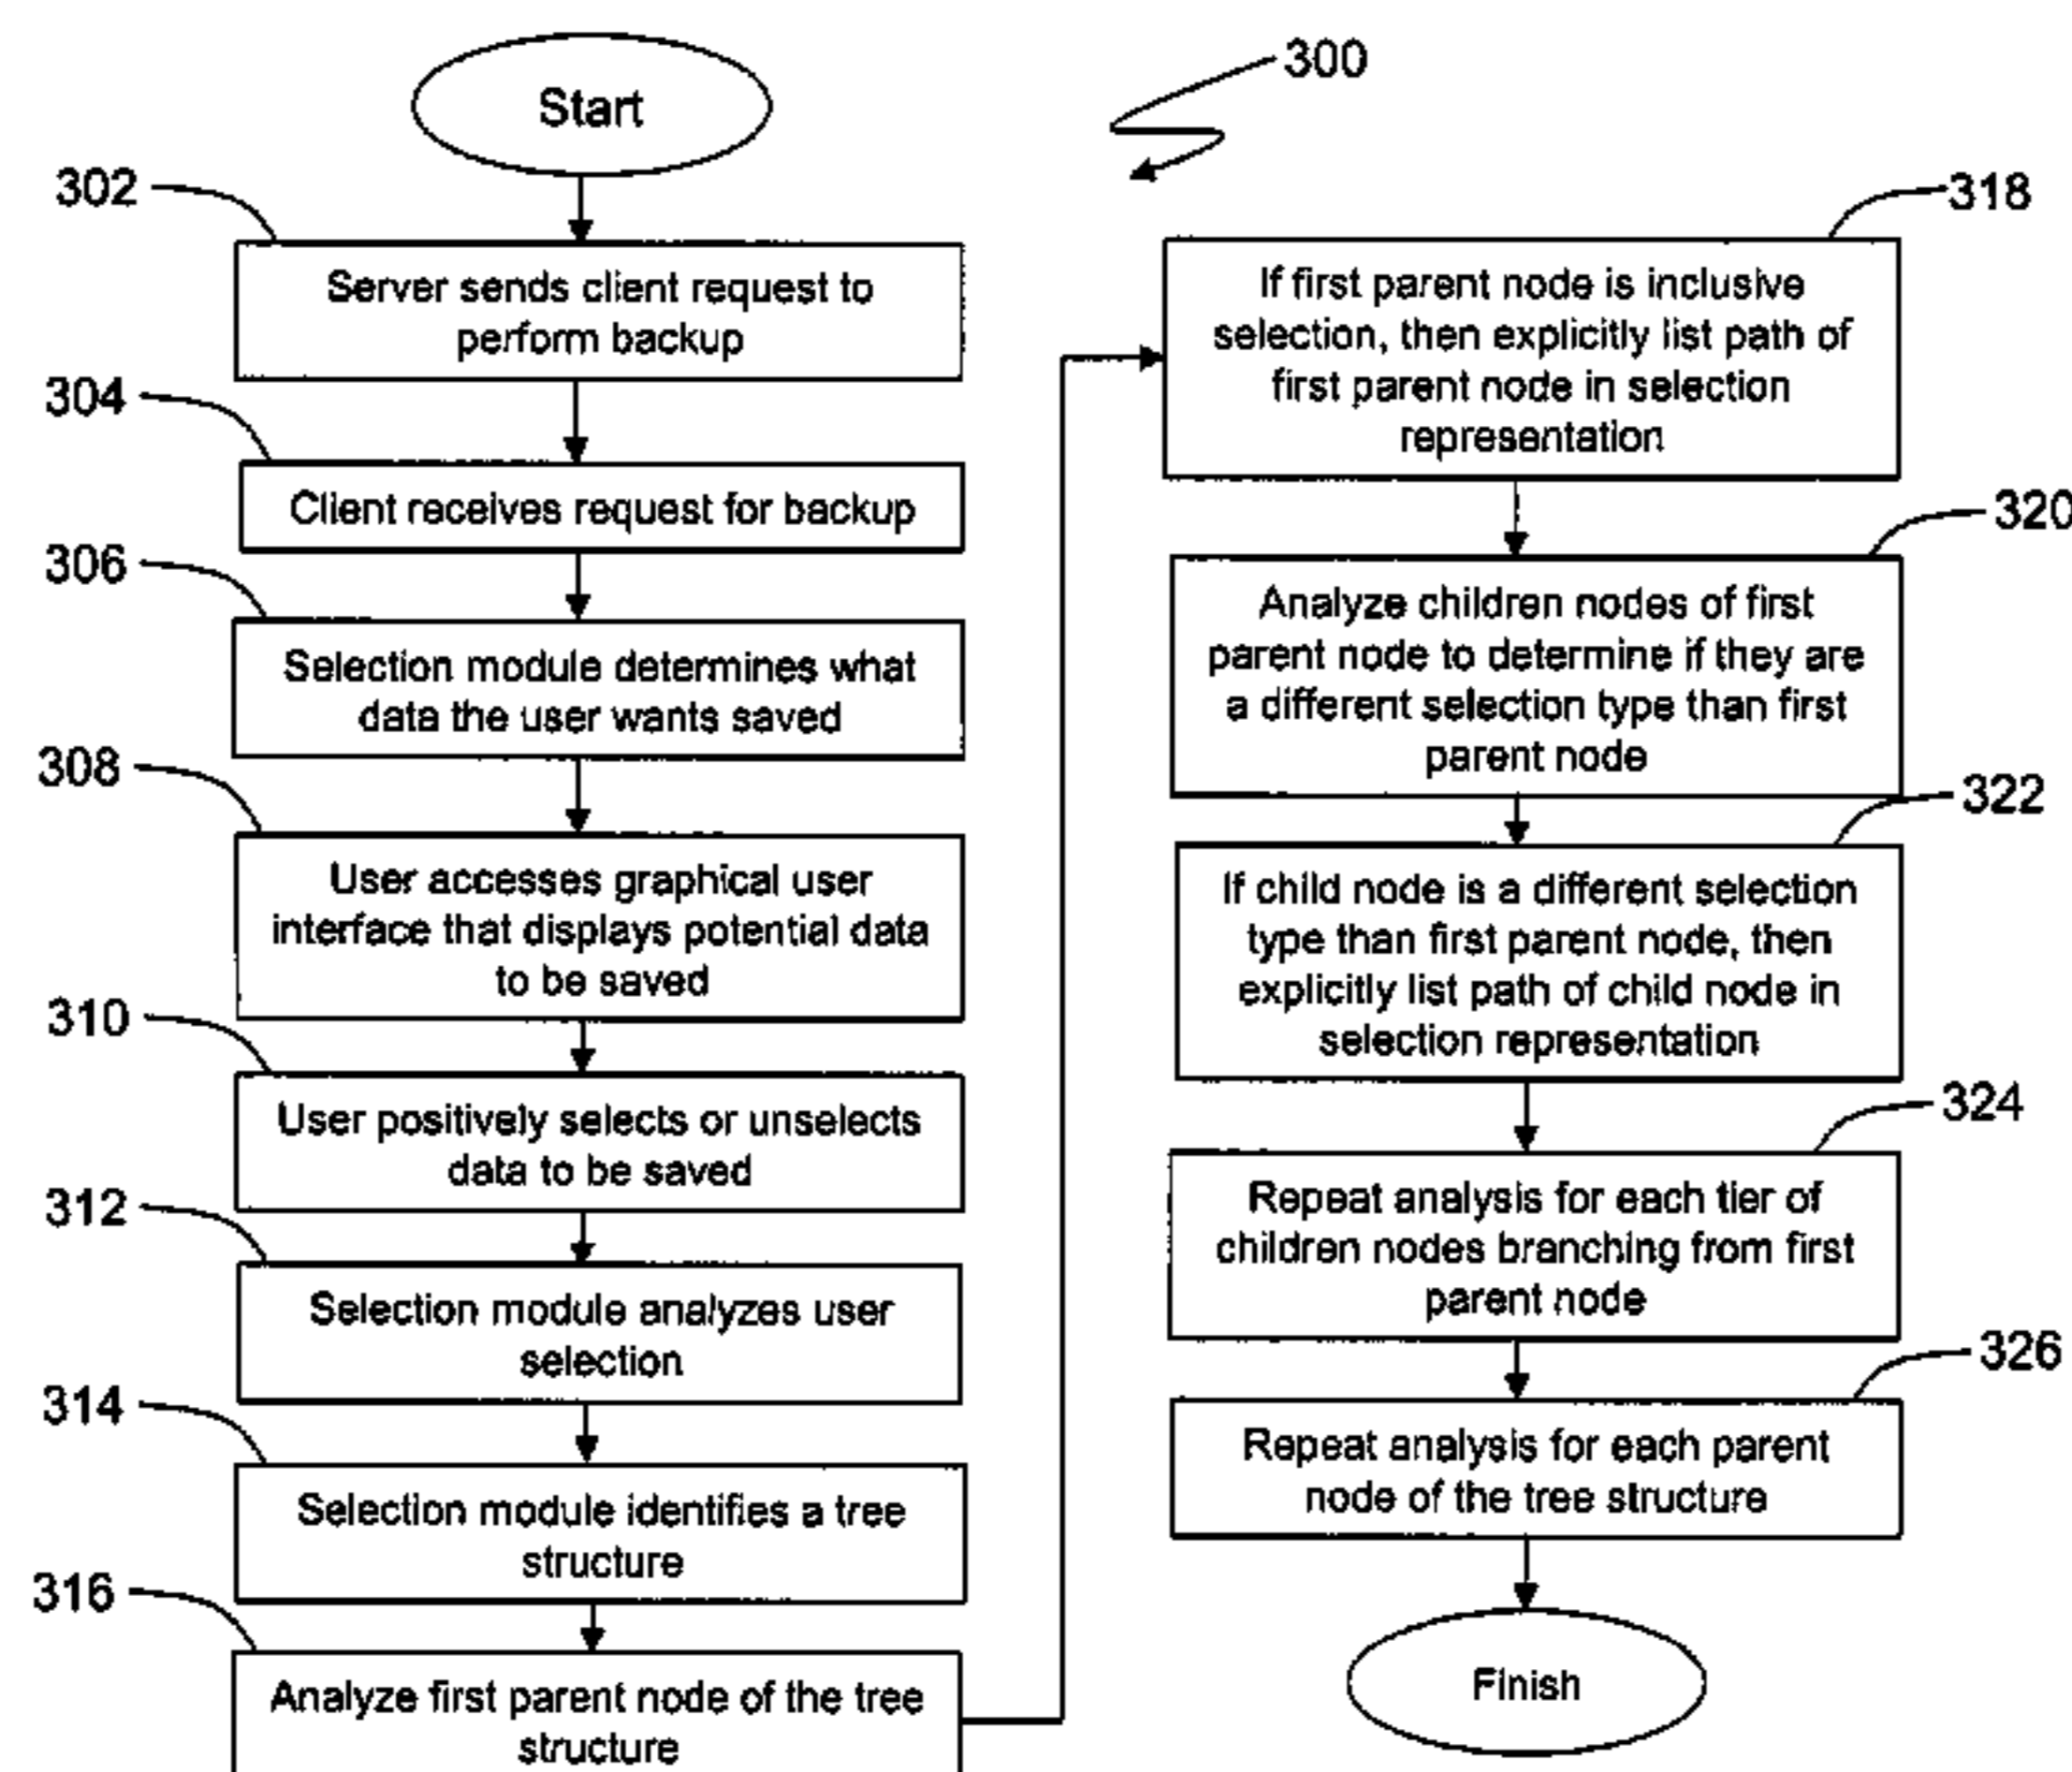 Start
300
302
Server sends client request to
perform backup
304
Client receives request for backup
306
Selection module determines what
data the user wants saved
308
User accesses graphical user
interface that displays potential data
to be saved
310
User positively selects or unselects
data to be saved
312
Selection module analyzes user
selection
314
Selection module identifies a tree
structure
316
Analyze first parent node of the tree
structure
318
If first parent node is inclusive
selection, then explicitly list path of
first parent node in selection
representation
320
Analyze children nodes of first
parent node to determine if they are
a different selection type than first
parent node
322
If child node is a different selection
type than first parent node, then
explicitly list path of child node in
selection representation
324
Repeat analysis for each tier of
children nodes branching from first
parent node
326
Repeat analysis for each parent
node of the tree structure
Finish